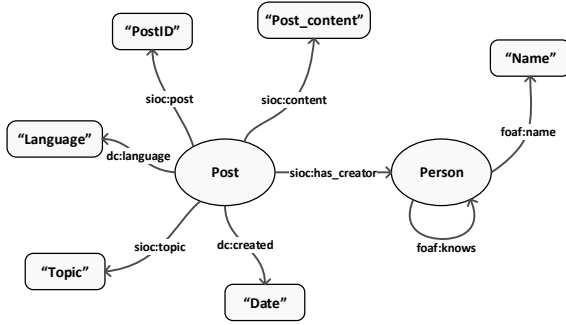 “PostID”
“Post_content”
“Name”
sioc:post
sioc:content
“Language”
foaf:name
dc:language
Post
sioc:has_creator
Person
sioc:topic
dc:created
foaf:knows
“Topic”
“Date”